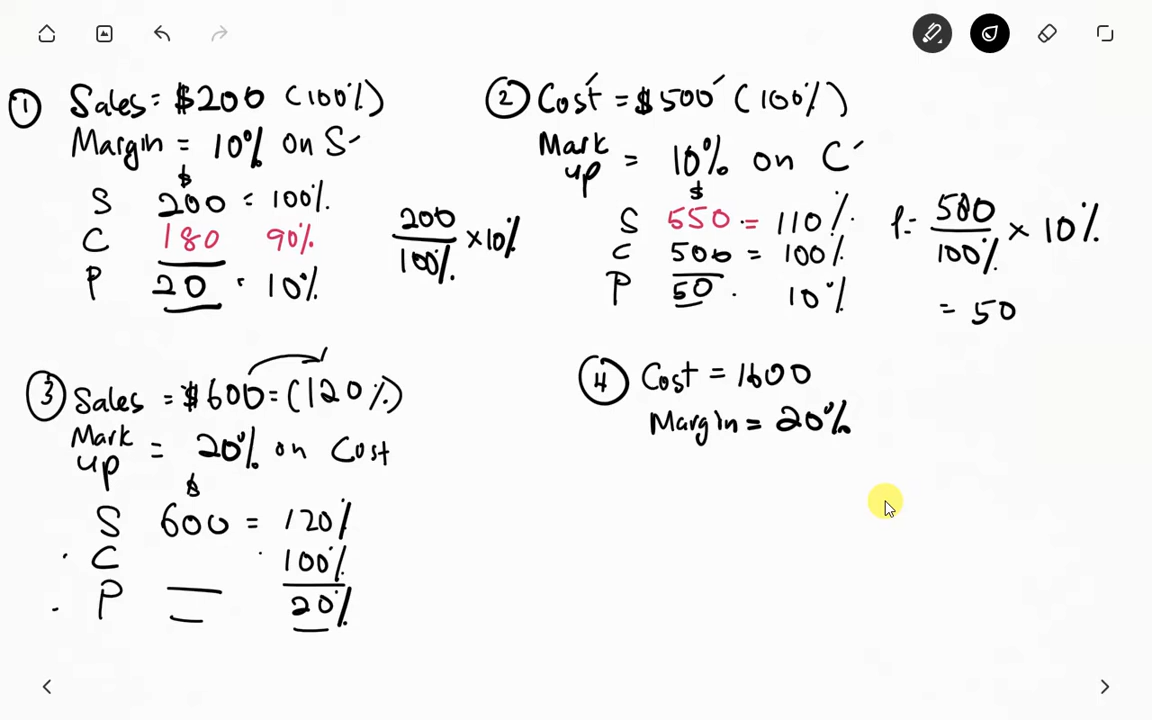 ① Sales = $200 (100%)
Margin = 10% on S
$
S 200 = 100%
C 180 90%
P 20 10%
200/100% × 10%
② Cost = $500 (100%)
Mark up = 10% on C
$
S 550 = 110%
C 500 = 100%
P 50 10%
P = 500/100% × 10%
= 50
③ Sales = $600 = (120%)
Mark up = 20% on Cost
$
S 600 = 120%
C 100%
P 20%
④ Cost = 1600
Margin = 20%